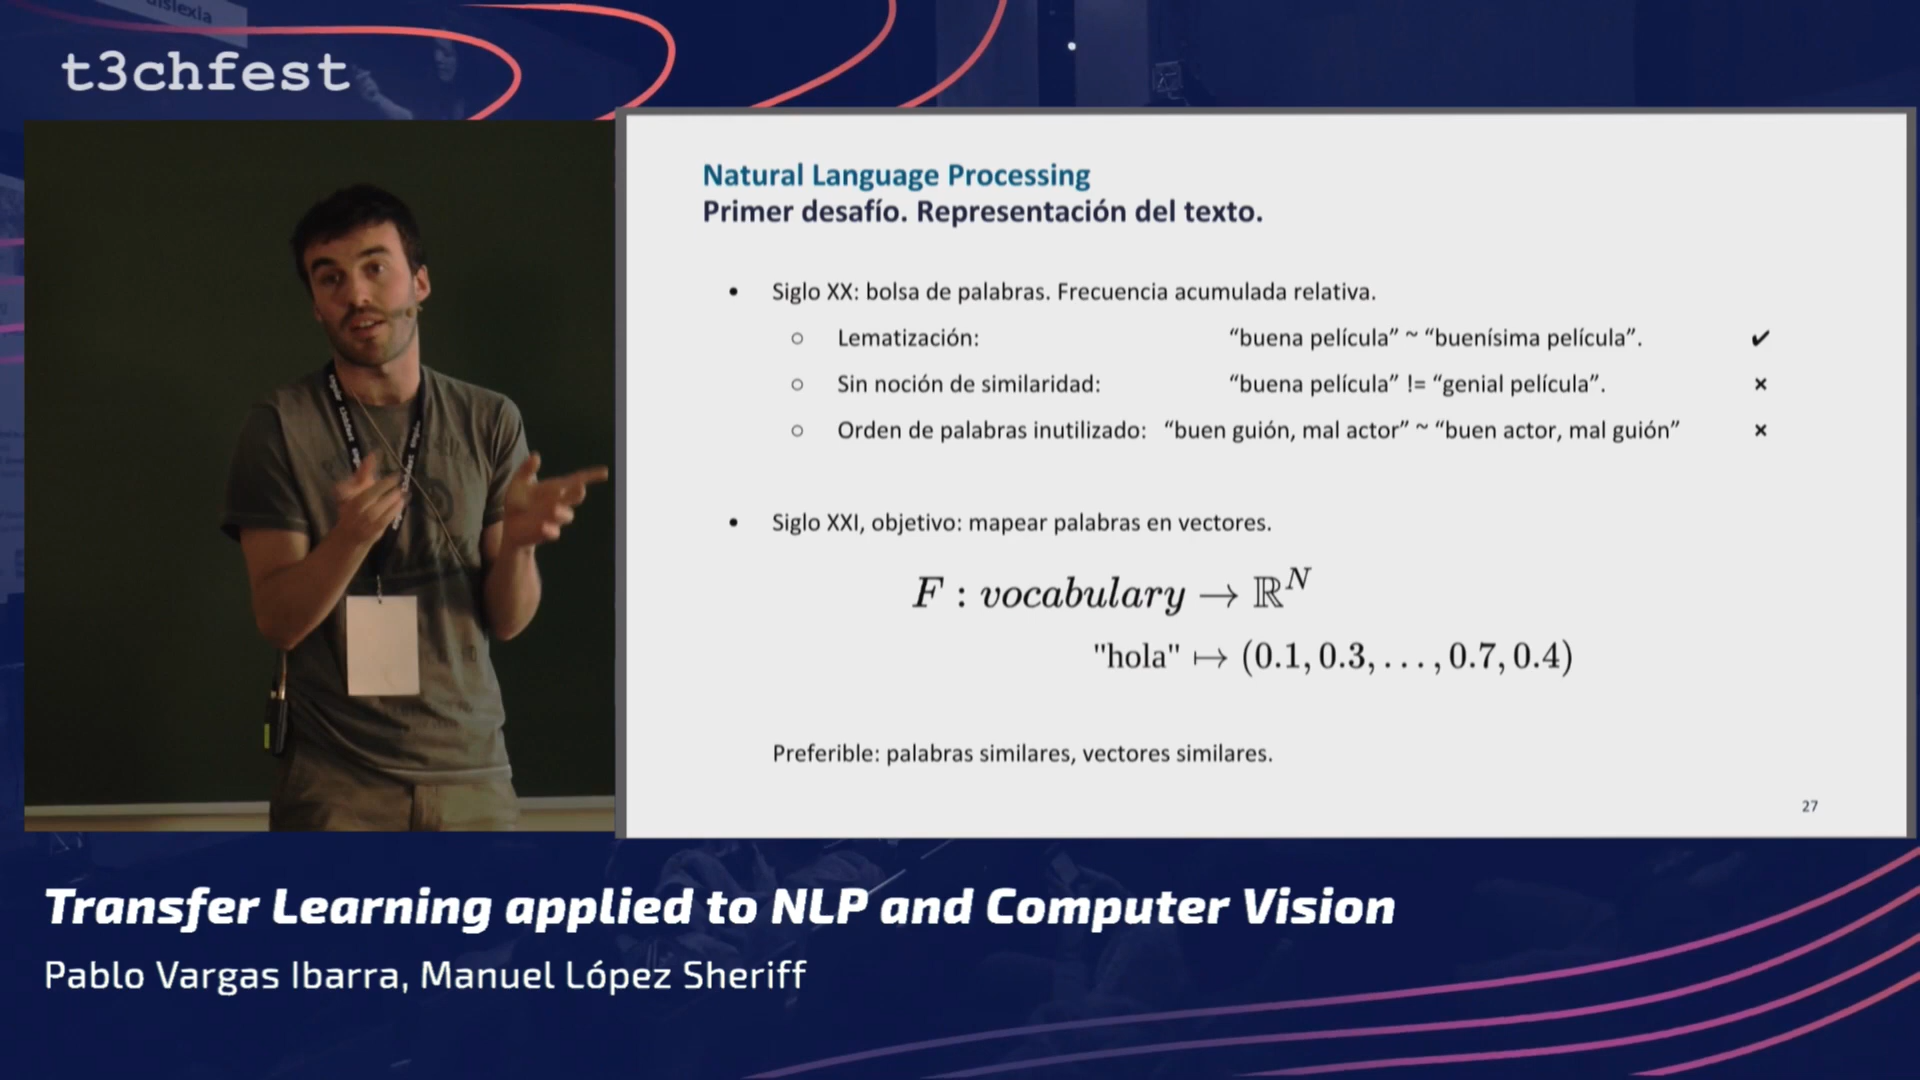 dislexia
t3chfest
Natural Language Processing
Primer desafío. Representación del texto.
• Siglo XX: bolsa de palabras. Frecuencia acumulada relativa.
○ Lematización: “buena película” ~ “buenísima película”. ✔
○ Sin noción de similaridad: “buena película” != “genial película”. ×
○ Orden de palabras inutilizado: “buen guión, mal actor” ~ “buen actor, mal guión” ×
• Siglo XXI, objetivo: mapear palabras en vectores.
F : vocabulary → ℝᴺ
"hola" ↦ (0.1, 0.3, . . . , 0.7, 0.4)
Preferible: palabras similares, vectores similares.
27
Transfer Learning applied to NLP and Computer Vision
Pablo Vargas Ibarra, Manuel López Sheriff